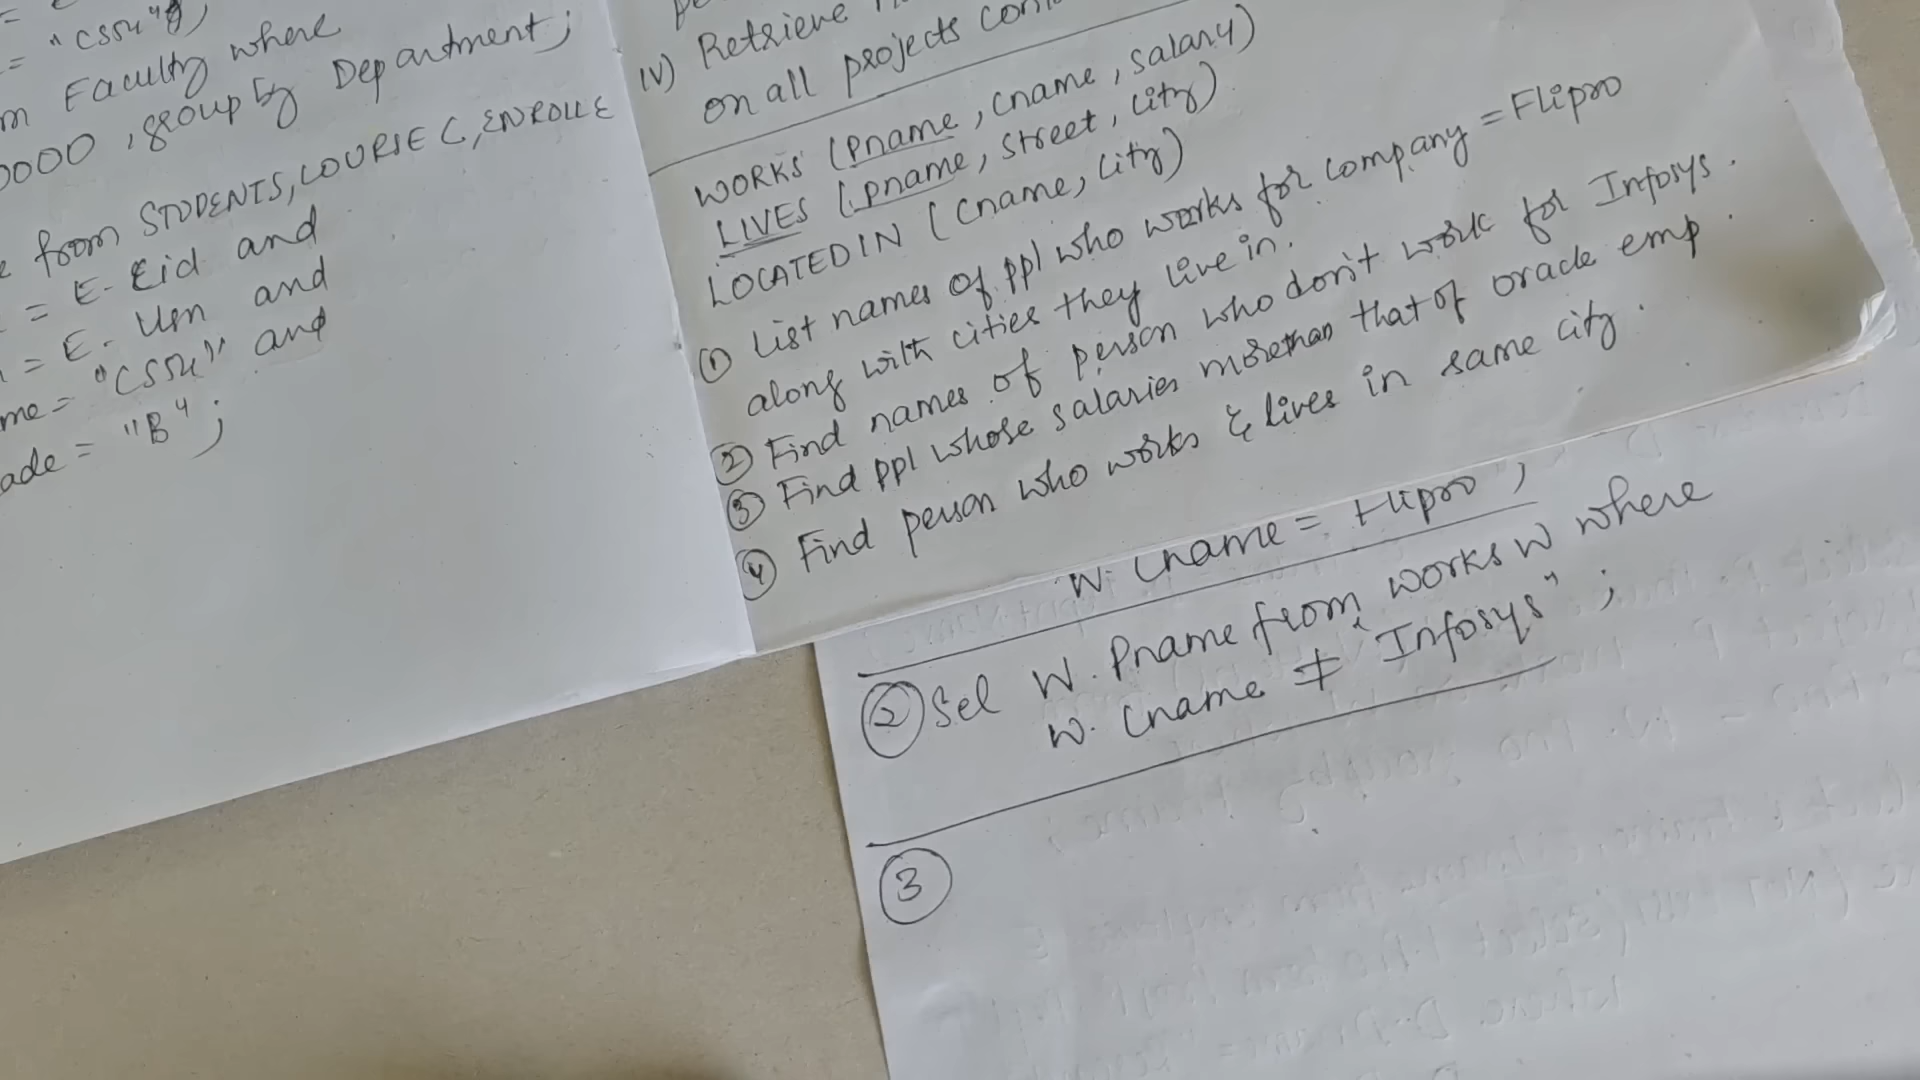 = "CS54"
Faculty where
0000, group by Department;
from STUDENTS, COURSE C, ENROLLE
= E. Eid and
= E. Usn and
me = "CS54" and
ade = "B";
IV) Retrieve
on all projects
WORKS (Pname, Cname, salary)
LIVES (pname, street, city)
LOCATEDIN (Cname, city)
① List names of ppl who works for company = Flipro
along with cities they live in.
② Find names of person who don't work for Infosys.
③ Find ppl whose salaries morethan that of oracle emp.
④ Find person who works & lives in same city.
W. Cname = Flipro";
② Sel W. Pname from works W where
W. Cname ≠ "Infosys";
③